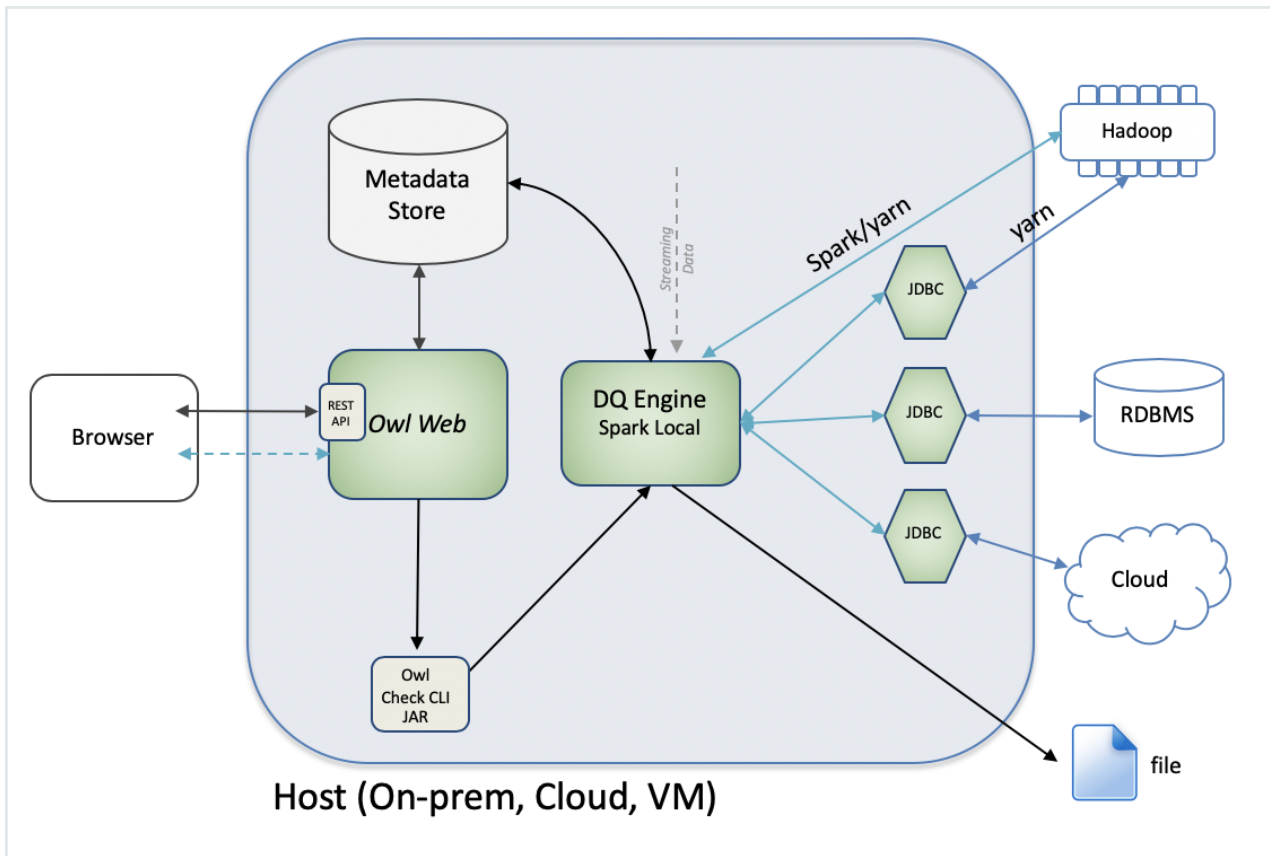 Hadoop
Metadata
Store
Streaming
Data
Spark/yarn
yarn
JDBC
REST
API
Owl Web
DQ Engine
Spark Local
JDBC
RDBMS
Browser
JDBC
Cloud
Owl
Check CLI
JAR
file
Host (On-prem, Cloud, VM)